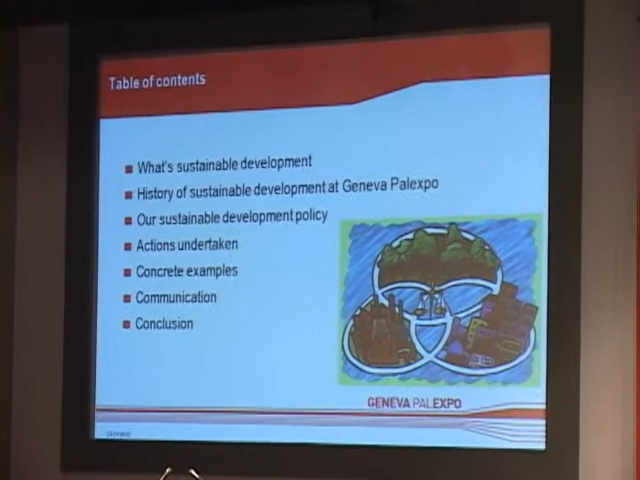 Table of contents
What's sustainable development
History of sustainable development at Geneva Palexpo
Our sustainable development policy
Actions undertaken
Concrete examples
Communication
Conclusion
GENEVA PALEXPO